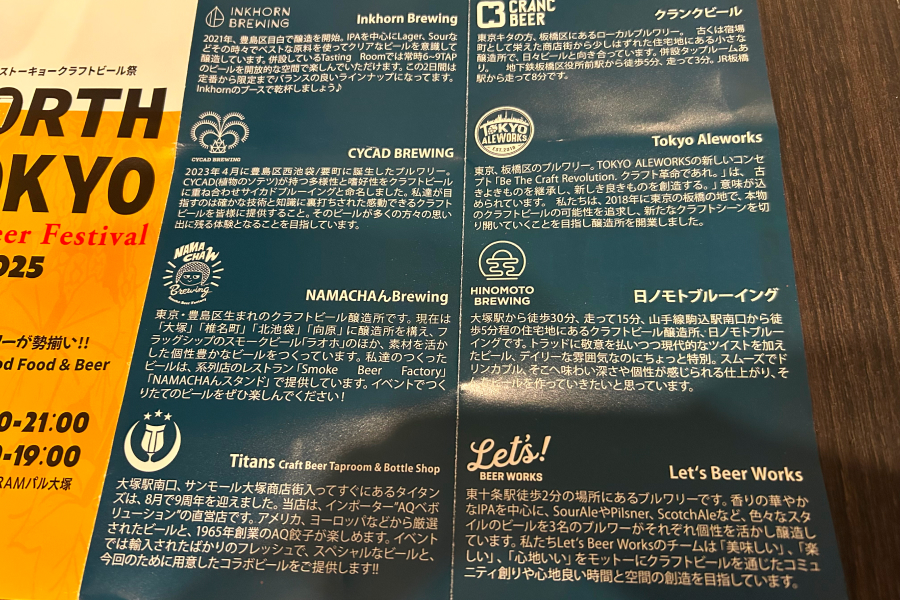 ストーキョークラフトビール祭
ORTH
OKYO
eer Festival
025
ーが勢揃い!!
od Food & Beer
0-21:00
0-19:00
RAMパル大塚
INKHORN
BREWING
Inkhorn Brewing
2021年、豊島区目白で醸造を開始。IPAを中心にLager、Sourな
どその時々でベストな原料を使ってクリアなビールを意識して
醸造しています。併設しているTasting Roomでは常時6~9TAP
のビールを開放的な空間で楽しんでいただけます。この2日間は
定番から限定までバランスの良いラインナップになってます。
Inkhornのブースで乾杯しましょう♪
CYCAD BREWING
CYCAD BREWING
2023年4月に豊島区西池袋/要町に誕生したブルワリー。
CYCAD(植物のソテツ)が持つ多様性と嗜好性をクラフトビール
に重ね合わせサイカドブルーイングと命名しました。私達が目
指すのは確かな技術と知識に裏打ちされた感動できるクラフト
ビールを皆様に提供すること。そのビールが多くの方々の思い
出に残る体験となることを目指しています。
NAMA
CHAん
Brewing
Smoke Beer Factory
NAMACHAんBrewing
東京・豊島区生まれのクラフトビール醸造所です。現在は
「大塚」「椎名町」「北池袋」「向原」に醸造所を構え、フ
ラッグシップのスモークビール「ラオホ」のほか、素材を活か
した個性豊かなビールをつくっています。私達のつくった
ビールは、系列店のレストラン「Smoke Beer Factory」
「NAMACHAんスタンド」で提供しています。イベントでつく
りたてのビールをぜひ楽しんでください!
Titans Craft Beer Taproom & Bottle Shop
大塚駅南口、サンモール大塚商店街入ってすぐにあるタイタン
ズは、8月で9周年を迎えました。当店は、インポーター"AQベボ
リューション"の直営店です。アメリカ、ヨーロッパなどから厳選
されたビールと、1965年創業のAQ餃子が楽しめます。イベント
では輸入されたばかりのフレッシュで、スペシャルなビールと、
今回のために用意したコラボビールをご提供します!!
CRANC
BEER
クランクビール
東京キタの方、板橋区にあるローカルブルワリー。 古くは宿場
町として栄えた商店街から少しはずれた住宅地にある小さな
醸造所で、日々ビールと向き合っています。併設タップルームあ
り。 地下鉄板橋区役所前駅から徒歩5分、走って3分。JR板橋
駅から走って8分です。
TOKYO
ALEWORKS
EST.2018
Tokyo Aleworks
東京、板橋区のブルワリー。TOKYO ALEWORKSの新しいコンセ
プト「Be The Craft Revolution. クラフト革命であれ。」は、古
き良きものを継承し、新しき良きものを創造する。」意味が込
められています。 私たちは、2018年に東京の板橋の地で、本物
のクラフトビールの可能性を追求し、新たなクラフトシーンを切
り開いていくことを目指し醸造所を開業しました。
HINOMOTO
BREWING
日ノモトブルーイング
大塚駅から徒歩30分、走って15分、山手線駒込駅南口から徒
歩5分程の住宅地にあるクラフトビール醸造所、日ノモトブルー
イングです。トラッドに敬意を払いつつ現代的なツイストを加え
たビール、デイリーな雰囲気なのにちょっと特別。スムーズでド
リンカブル、そこへ味わい深さや個性が感じられる仕上がり、そ
んなビールを作っていきたいと思っています。
Let's!
BEER WORKS
Let's Beer Works
東十条駅徒歩2分の場所にあるブルワリーです。香りの華やか
なIPAを中心に、SourAleやPilsner、ScotchAleなど、色々なスタ
イルのビールを3名のブルワーがそれぞれ個性を活かし醸造し
ています。私たちLet's Beer Worksのチームは「美味しい」、「楽
しい」、「心地いい」をモットーにクラフトビールを通じたコミュ
ニティ創りや心地良い時間と空間の創造を目指しています。